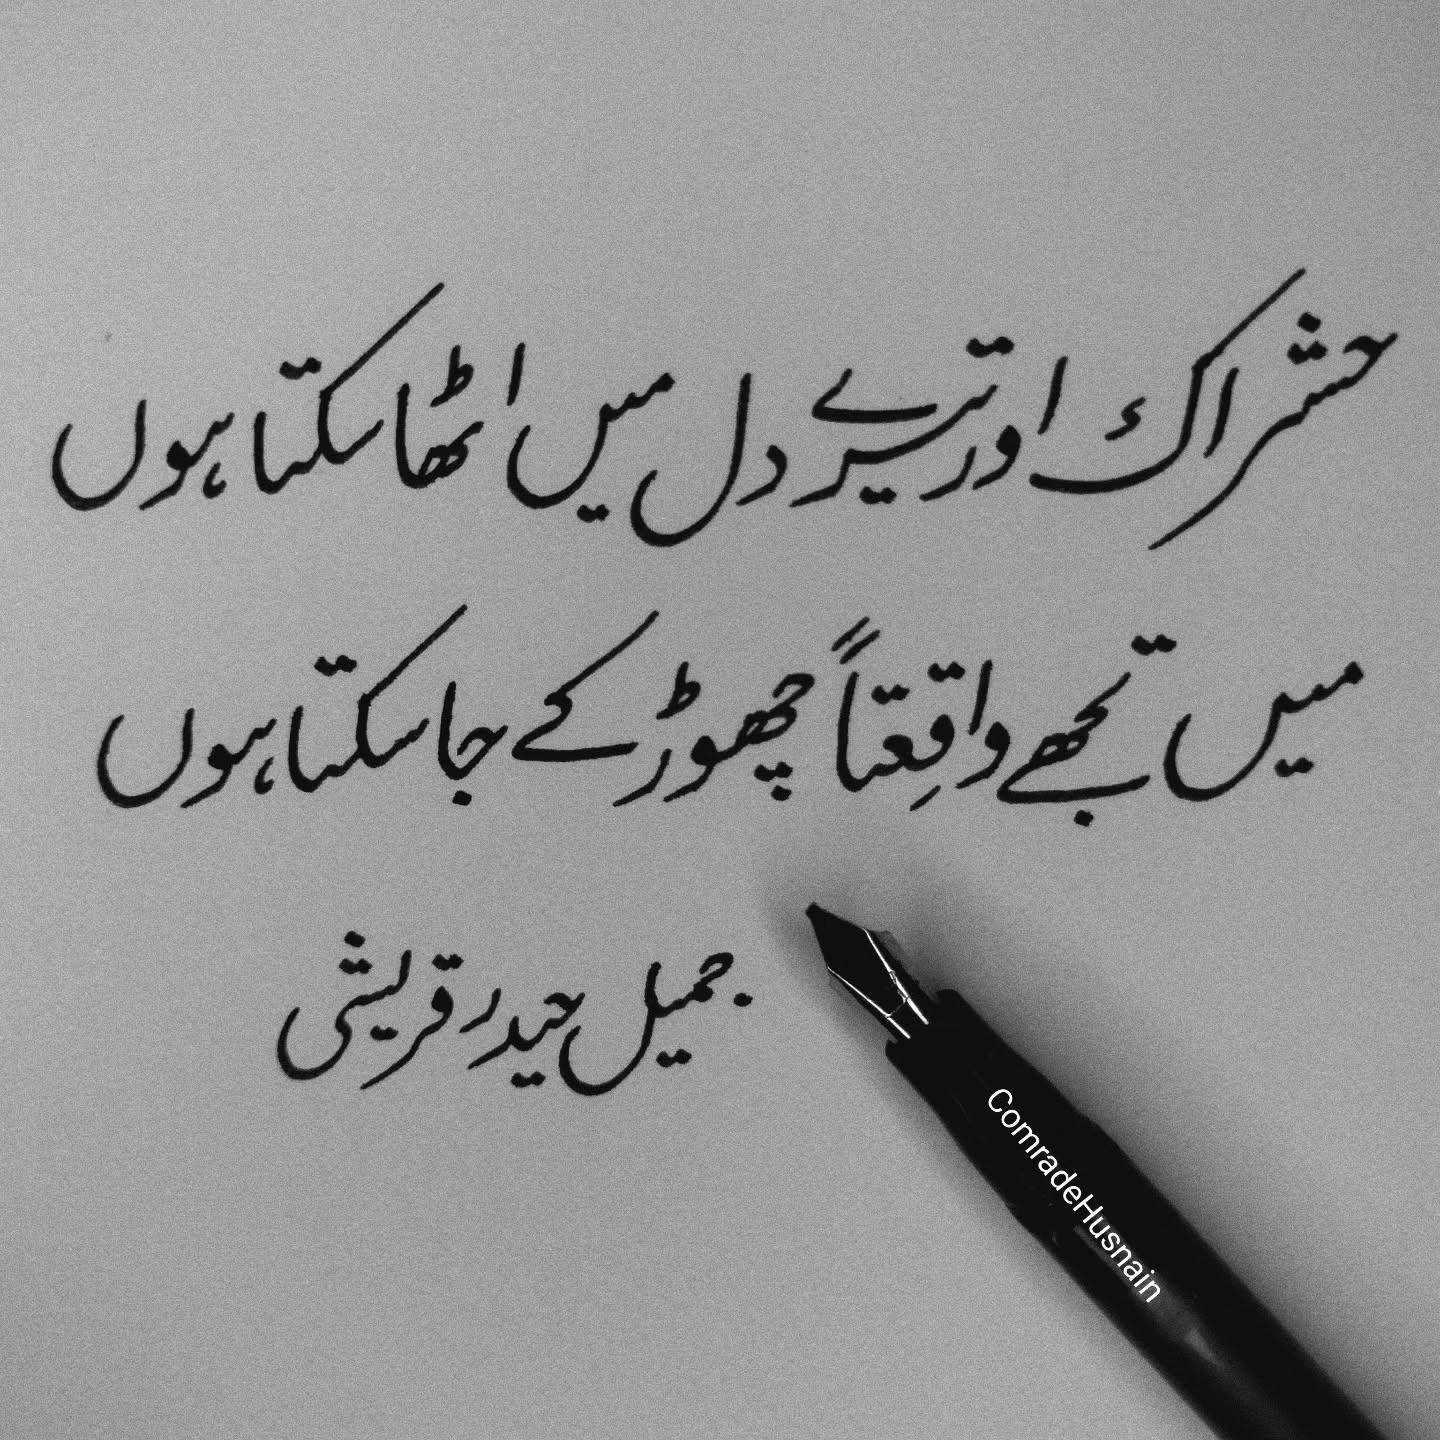 حشر اک اور تیرے دل میں اٹھا سکتا ہوں
میں تجھے واقِعتاً چھوڑ کے جا سکتا ہوں
جمیل حیدر قریشی
ComradeHusnain